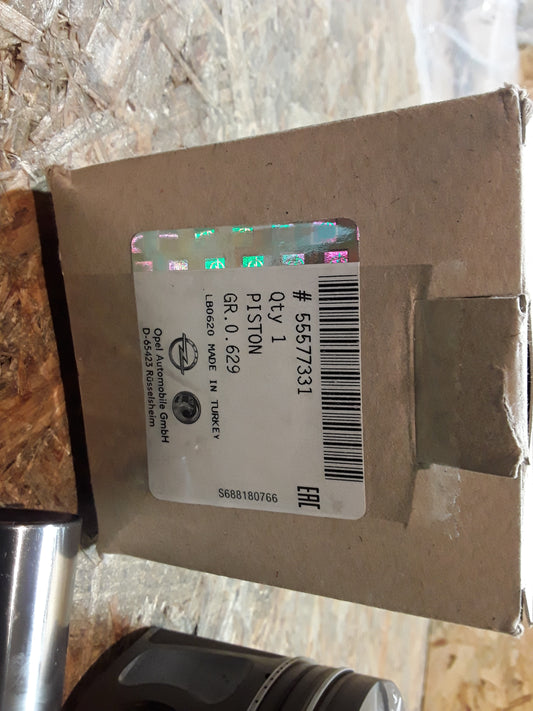 # 55577331
Qty 1
PISTON
GR.0.629
LB0620 MADE IN TURKEY
Opel Automobile GmbH
D-65423 Rüsselsheim
S688180766
EAC